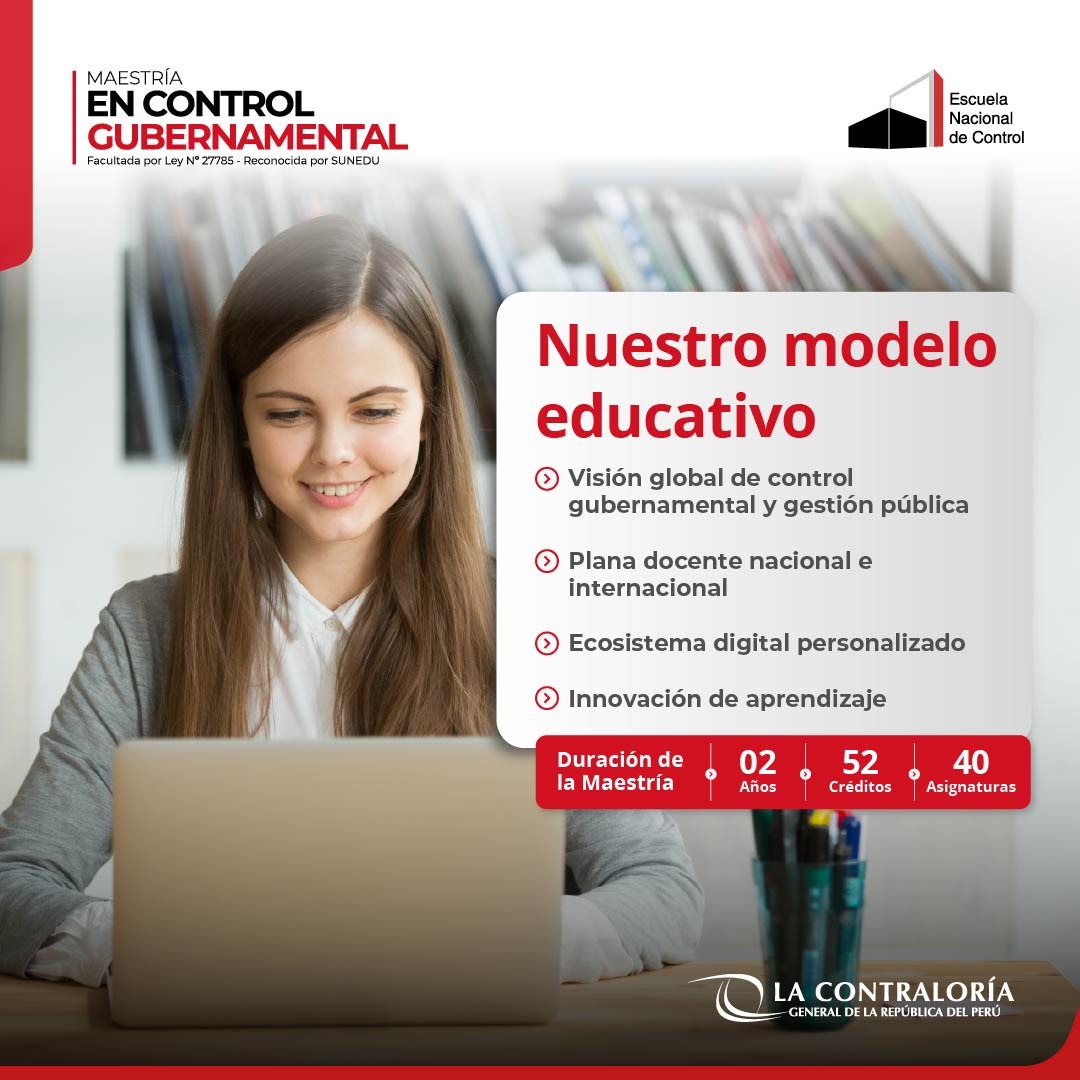 MAESTRÍA
EN CONTROL
GUBERNAMENTAL
Facultada por Ley N° 27785 - Reconocida por SUNEDU
Escuela
Nacional
de Control
Nuestro modelo
educativo
Visión global de control
gubernamental y gestión pública
Plana docente nacional e
internacional
Ecosistema digital personalizado
Innovación de aprendizaje
Duración de
la Maestría
02
Años
52
Créditos
40
Asignaturas
LA CONTRALORÍA
GENERAL DE LA REPÚBLICA DEL PERÚ